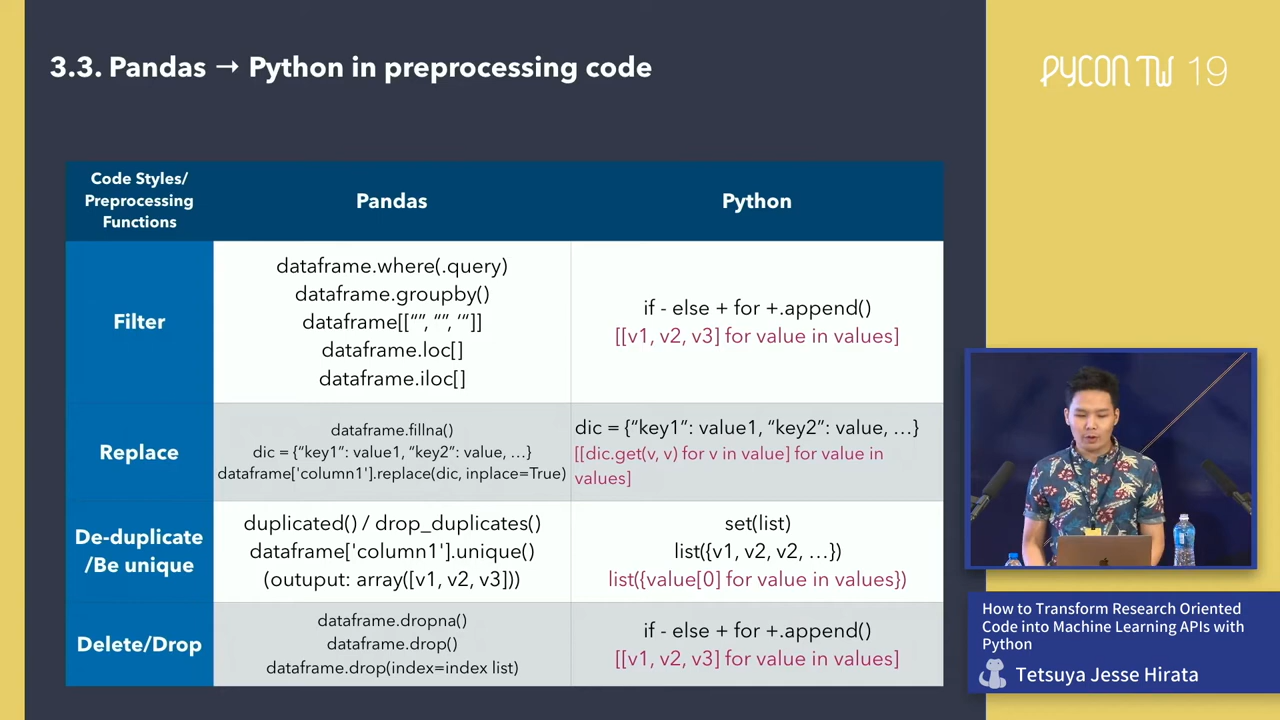 3.3. Pandas → Python in preprocessing code
PYCON TW 19
Code Styles/
Preprocessing
Functions
Pandas
Python
Filter
dataframe.where(.query)
dataframe.groupby()
dataframe[["", "", '"]]
dataframe.loc[]
dataframe.iloc[]
if - else + for +.append()
[[v1, v2, v3] for value in values]
Replace
dataframe.fillna()
dic = {"key1": value1, "key2": value, …}
dataframe['column1'].replace(dic, inplace=True)
dic = {"key1": value1, "key2": value, …}
[[dic.get(v, v) for v in value] for value in
values]
De-duplicate
/Be unique
duplicated() / drop_duplicates()
dataframe['column1'].unique()
(outuput: array([v1, v2, v3]))
set(list)
list({v1, v2, v2, …})
list({value[0] for value in values})
Delete/Drop
dataframe.dropna()
dataframe.drop()
dataframe.drop(index=index list)
if - else + for +.append()
[[v1, v2, v3] for value in values]
How to Transform Research Oriented
Code into Machine Learning APIs with
Python
Tetsuya Jesse Hirata